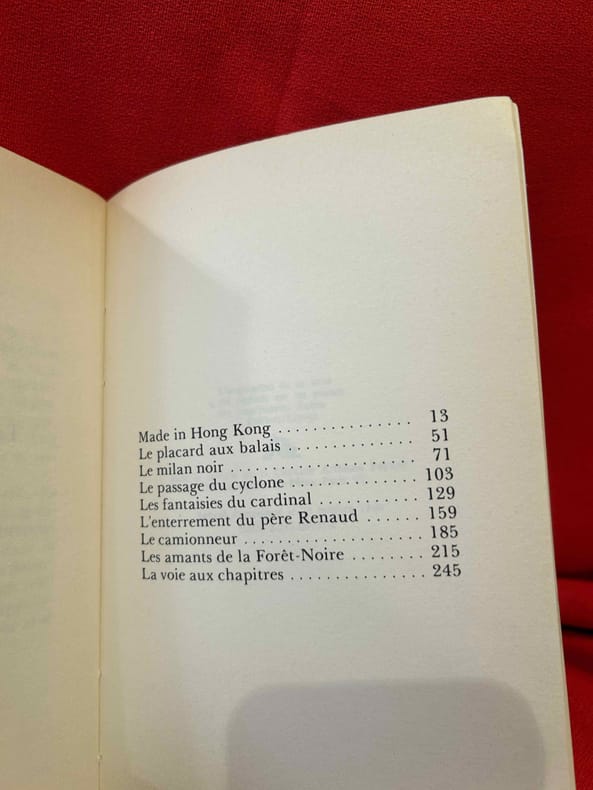 Made in Hong Kong . . . . . . . . . . . . . . . 13
Le placard aux balais . . . . . . . . . . . . . . 51
Le milan noir . . . . . . . . . . . . . . . . . . . . . 71
Le passage du cyclone . . . . . . . . . . . . . 103
Les fantaisies du cardinal . . . . . . . . . . . 129
L'enterrement du père Renaud . . . . . . 159
Le camionneur . . . . . . . . . . . . . . . . . . . . 185
Les amants de la Forêt-Noire . . . . . . . . 215
La voie aux chapitres . . . . . . . . . . . . . . . 245